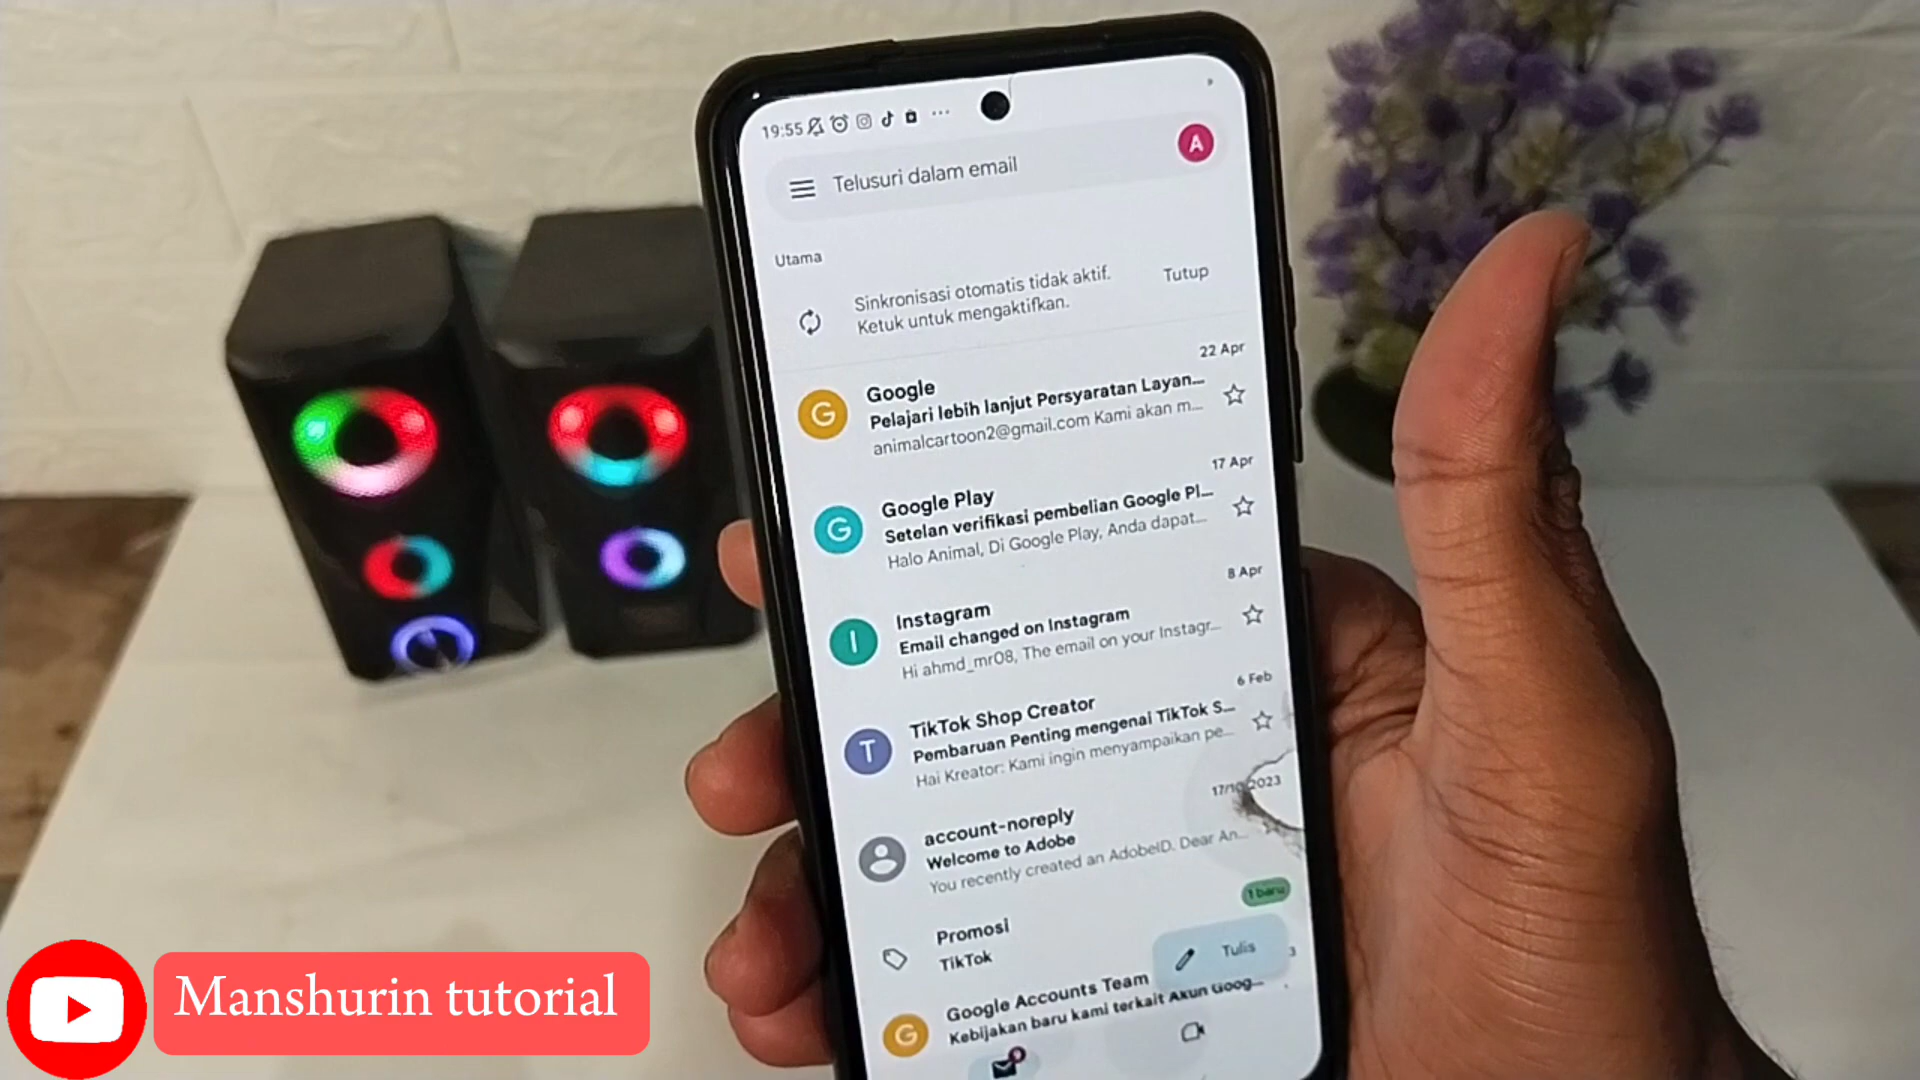 19:55
A
Telusuri dalam email
Utama
Sinkronisasi otomatis tidak aktif.
Ketuk untuk mengaktifkan.
Tutup
22 Apr
G
Google
Pelajari lebih lanjut Persyaratan Layan...
animalcartoon2@gmail.com Kami akan m...
17 Apr
G
Google Play
Setelan verifikasi pembelian Google Pl...
Halo Animal, Di Google Play, Anda dapat...
8 Apr
I
Instagram
Email changed on Instagram
Hi ahmd_mr08, The email on your Instagr...
6 Feb
T
TikTok Shop Creator
Pembaruan Penting mengenai TikTok S...
Hai Kreator: Kami ingin menyampaikan pe...
17/10/2023
account-noreply
Welcome to Adobe
You recently created an AdobeID. Dear An...
1 baru
Promosi
TikTok
Tulis
G
Google Accounts Team
Kebijakan baru kami terkait Akun Goog...
Manshurin tutorial